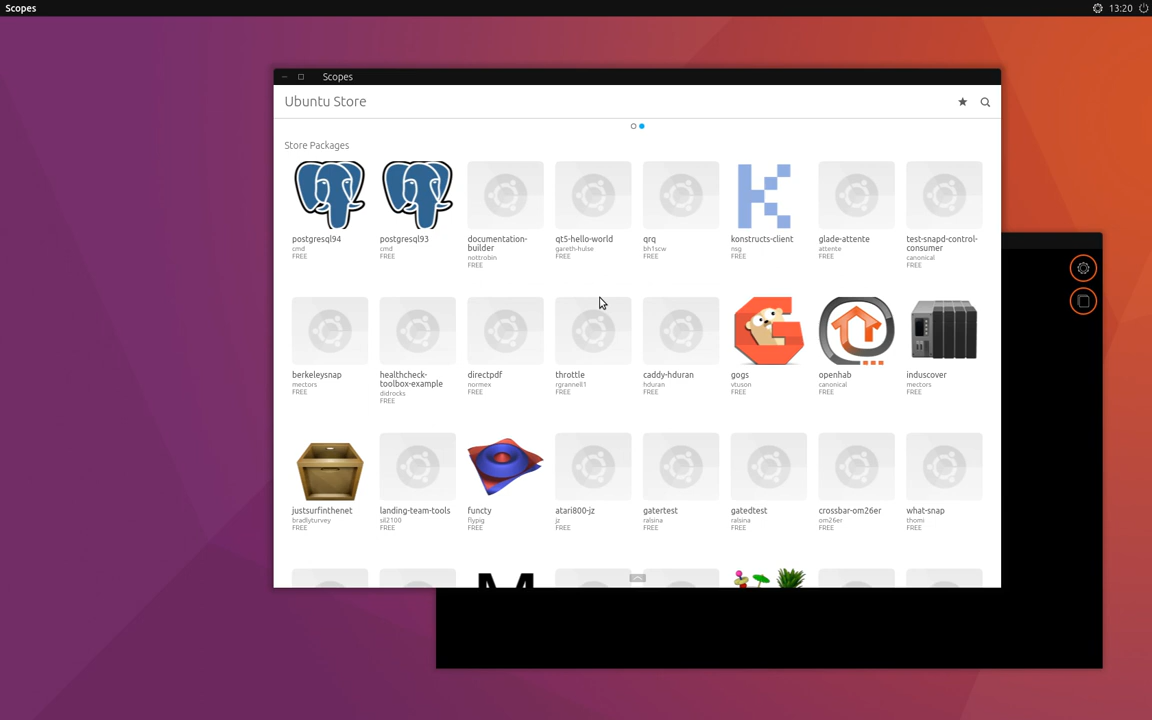 Scopes
13:20
Scopes
Ubuntu Store
Store Packages
postgresql94
cmd
FREE
postgresql93
cmd
FREE
documentation-
builder
nottrobin
FREE
qt5-hello-world
gareth-hulse
FREE
qrq
bh1scw
FREE
konstructs-client
nsg
FREE
glade-attente
attente
FREE
test-snapd-control-
consumer
canonical
FREE
berkeleysnap
mectors
FREE
healthcheck-
toolbox-example
didrocks
FREE
directpdf
normex
FREE
throttle
rgrannell1
FREE
caddy-hduran
hduran
FREE
gogs
vtuson
FREE
openhab
canonical
FREE
induscover
mectors
FREE
justsurfinthenet
bradlyturvey
FREE
landing-team-tools
sil2100
FREE
functy
flypig
FREE
atari800-jz
jz
FREE
gatertest
ralsina
FREE
gatedtest
ralsina
FREE
crossbar-om26er
om26er
FREE
what-snap
thomi
FREE